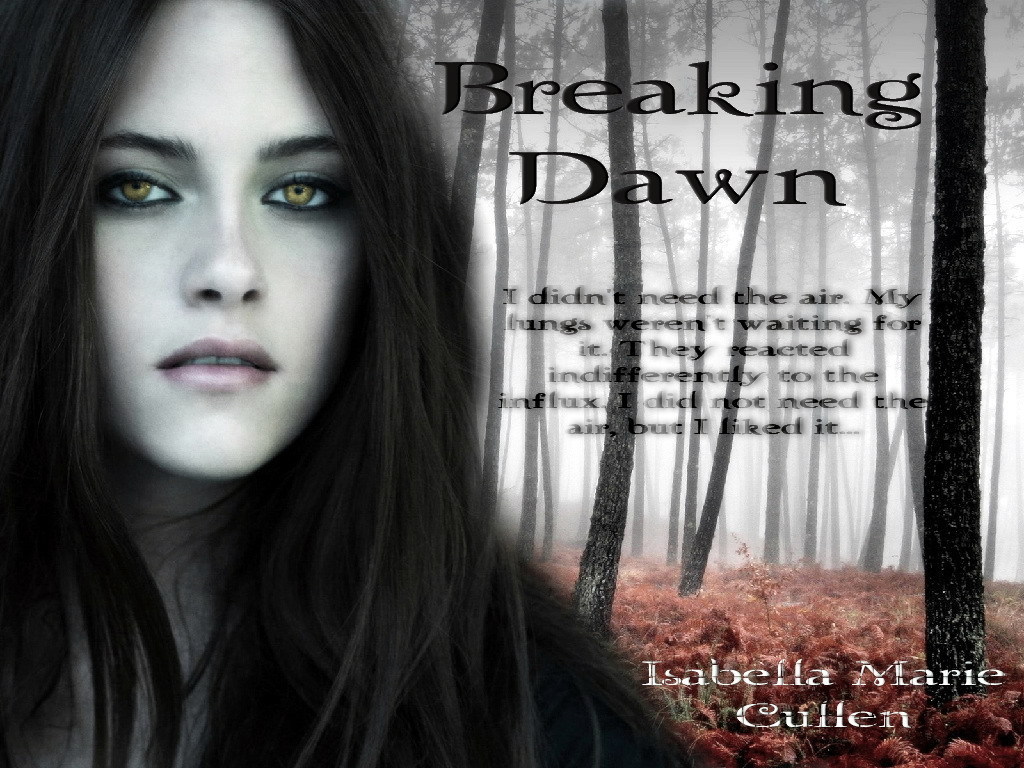 Breaking
Dawn
I didn't need the air. My
lungs weren't waiting for
it. They reacted
indifferently to the
influx. I did not need the
air, but I liked it...
Isabella Marie
Cullen